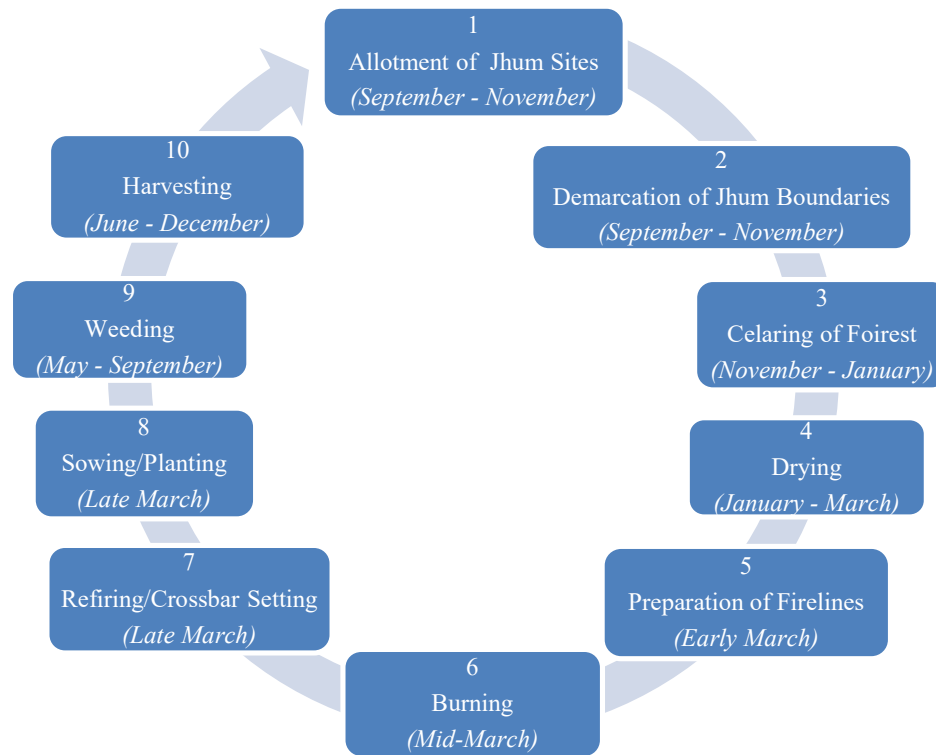 1
Allotment of Jhum Sites
(September - November)
2
Demarcation of Jhum Boundaries
(September - November)
3
Celaring of Foirest
(November - January)
4
Drying
(January - March)
5
Preparation of Firelines
(Early March)
6
Burning
(Mid-March)
7
Refiring/Crossbar Setting
(Late March)
8
Sowing/Planting
(Late March)
9
Weeding
(May - September)
10
Harvesting
(June - December)